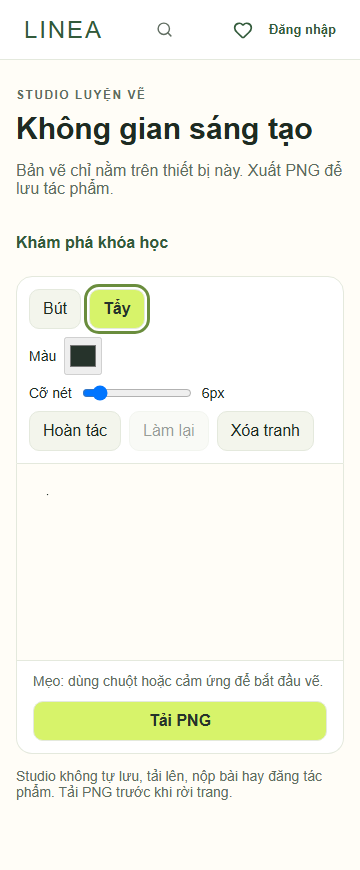 LINEA
Đăng nhập
STUDIO LUYỆN VẼ
Không gian sáng tạo
Bản vẽ chỉ nằm trên thiết bị này. Xuất PNG để
lưu tác phẩm.
Khám phá khóa học
Bút
Tẩy
Màu
Cỡ nét
6px
Hoàn tác
Làm lại
Xóa tranh
Mẹo: dùng chuột hoặc cảm ứng để bắt đầu vẽ.
Tải PNG
Studio không tự lưu, tải lên, nộp bài hay đăng tác
phẩm. Tải PNG trước khi rời trang.